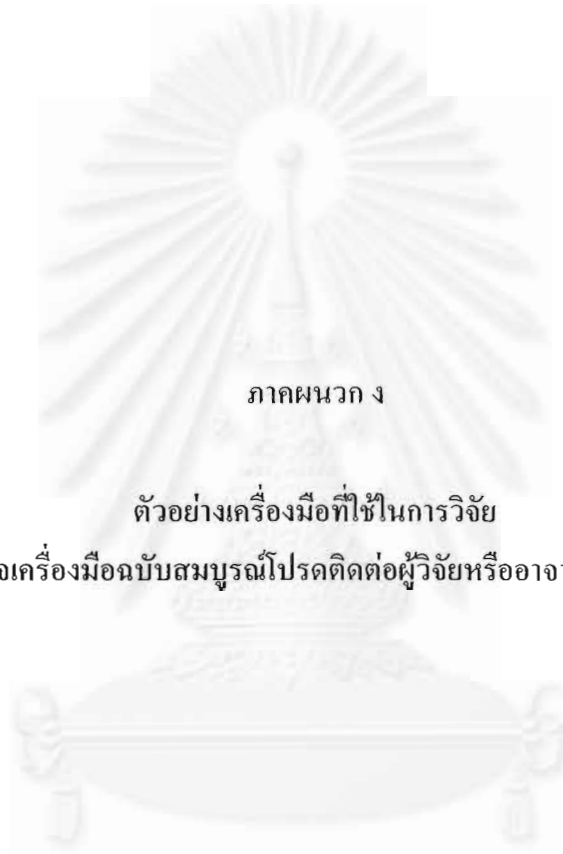 ภาคผนวก ง
ตัวอย่างเครื่องมือที่ใช้ในการวิจัย
เครื่องมือฉบับสมบูรณ์โปรดติดต่อผู้วิจัยหรือ